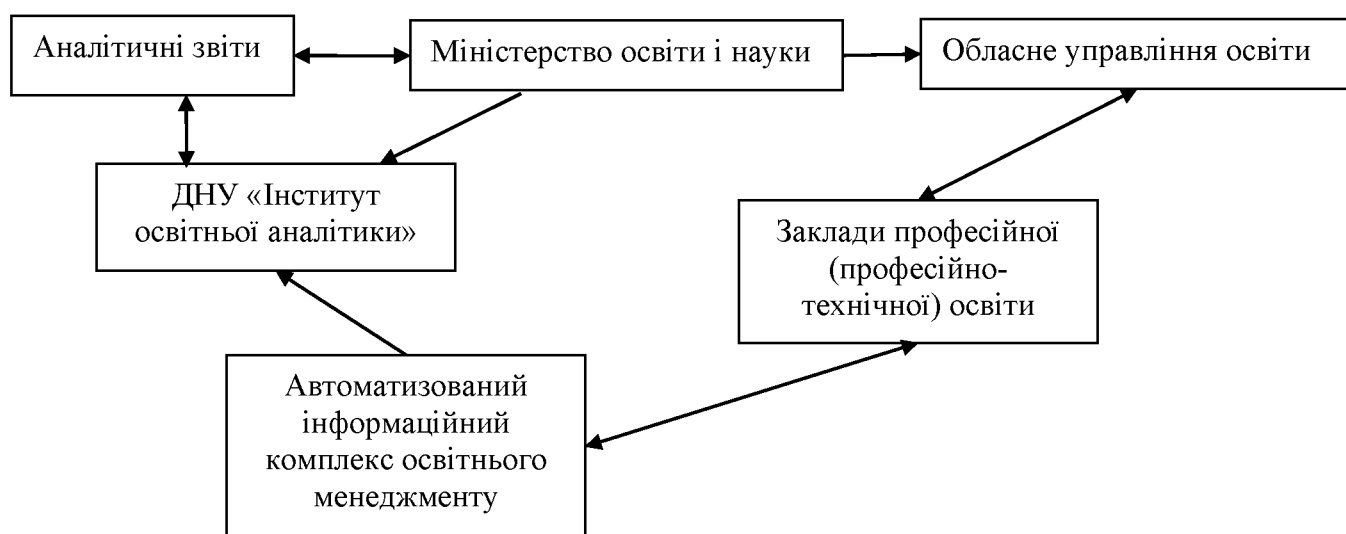 Аналітичні звіти
Міністерство освіти і науки
Обласне управління освіти
ДНУ «Інститут
освітньої аналітики»
Заклади професійної
(професійно-
технічної) освіти
Автоматизований
інформаційний
комплекс освітнього
менеджменту